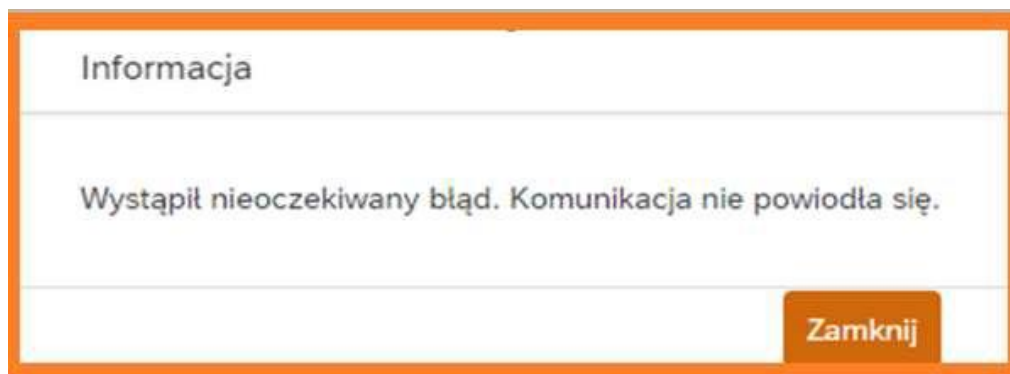 Informacja
Wystąpił nieoczekiwany błąd. Komunikacja nie powiodła się.
Zamknij